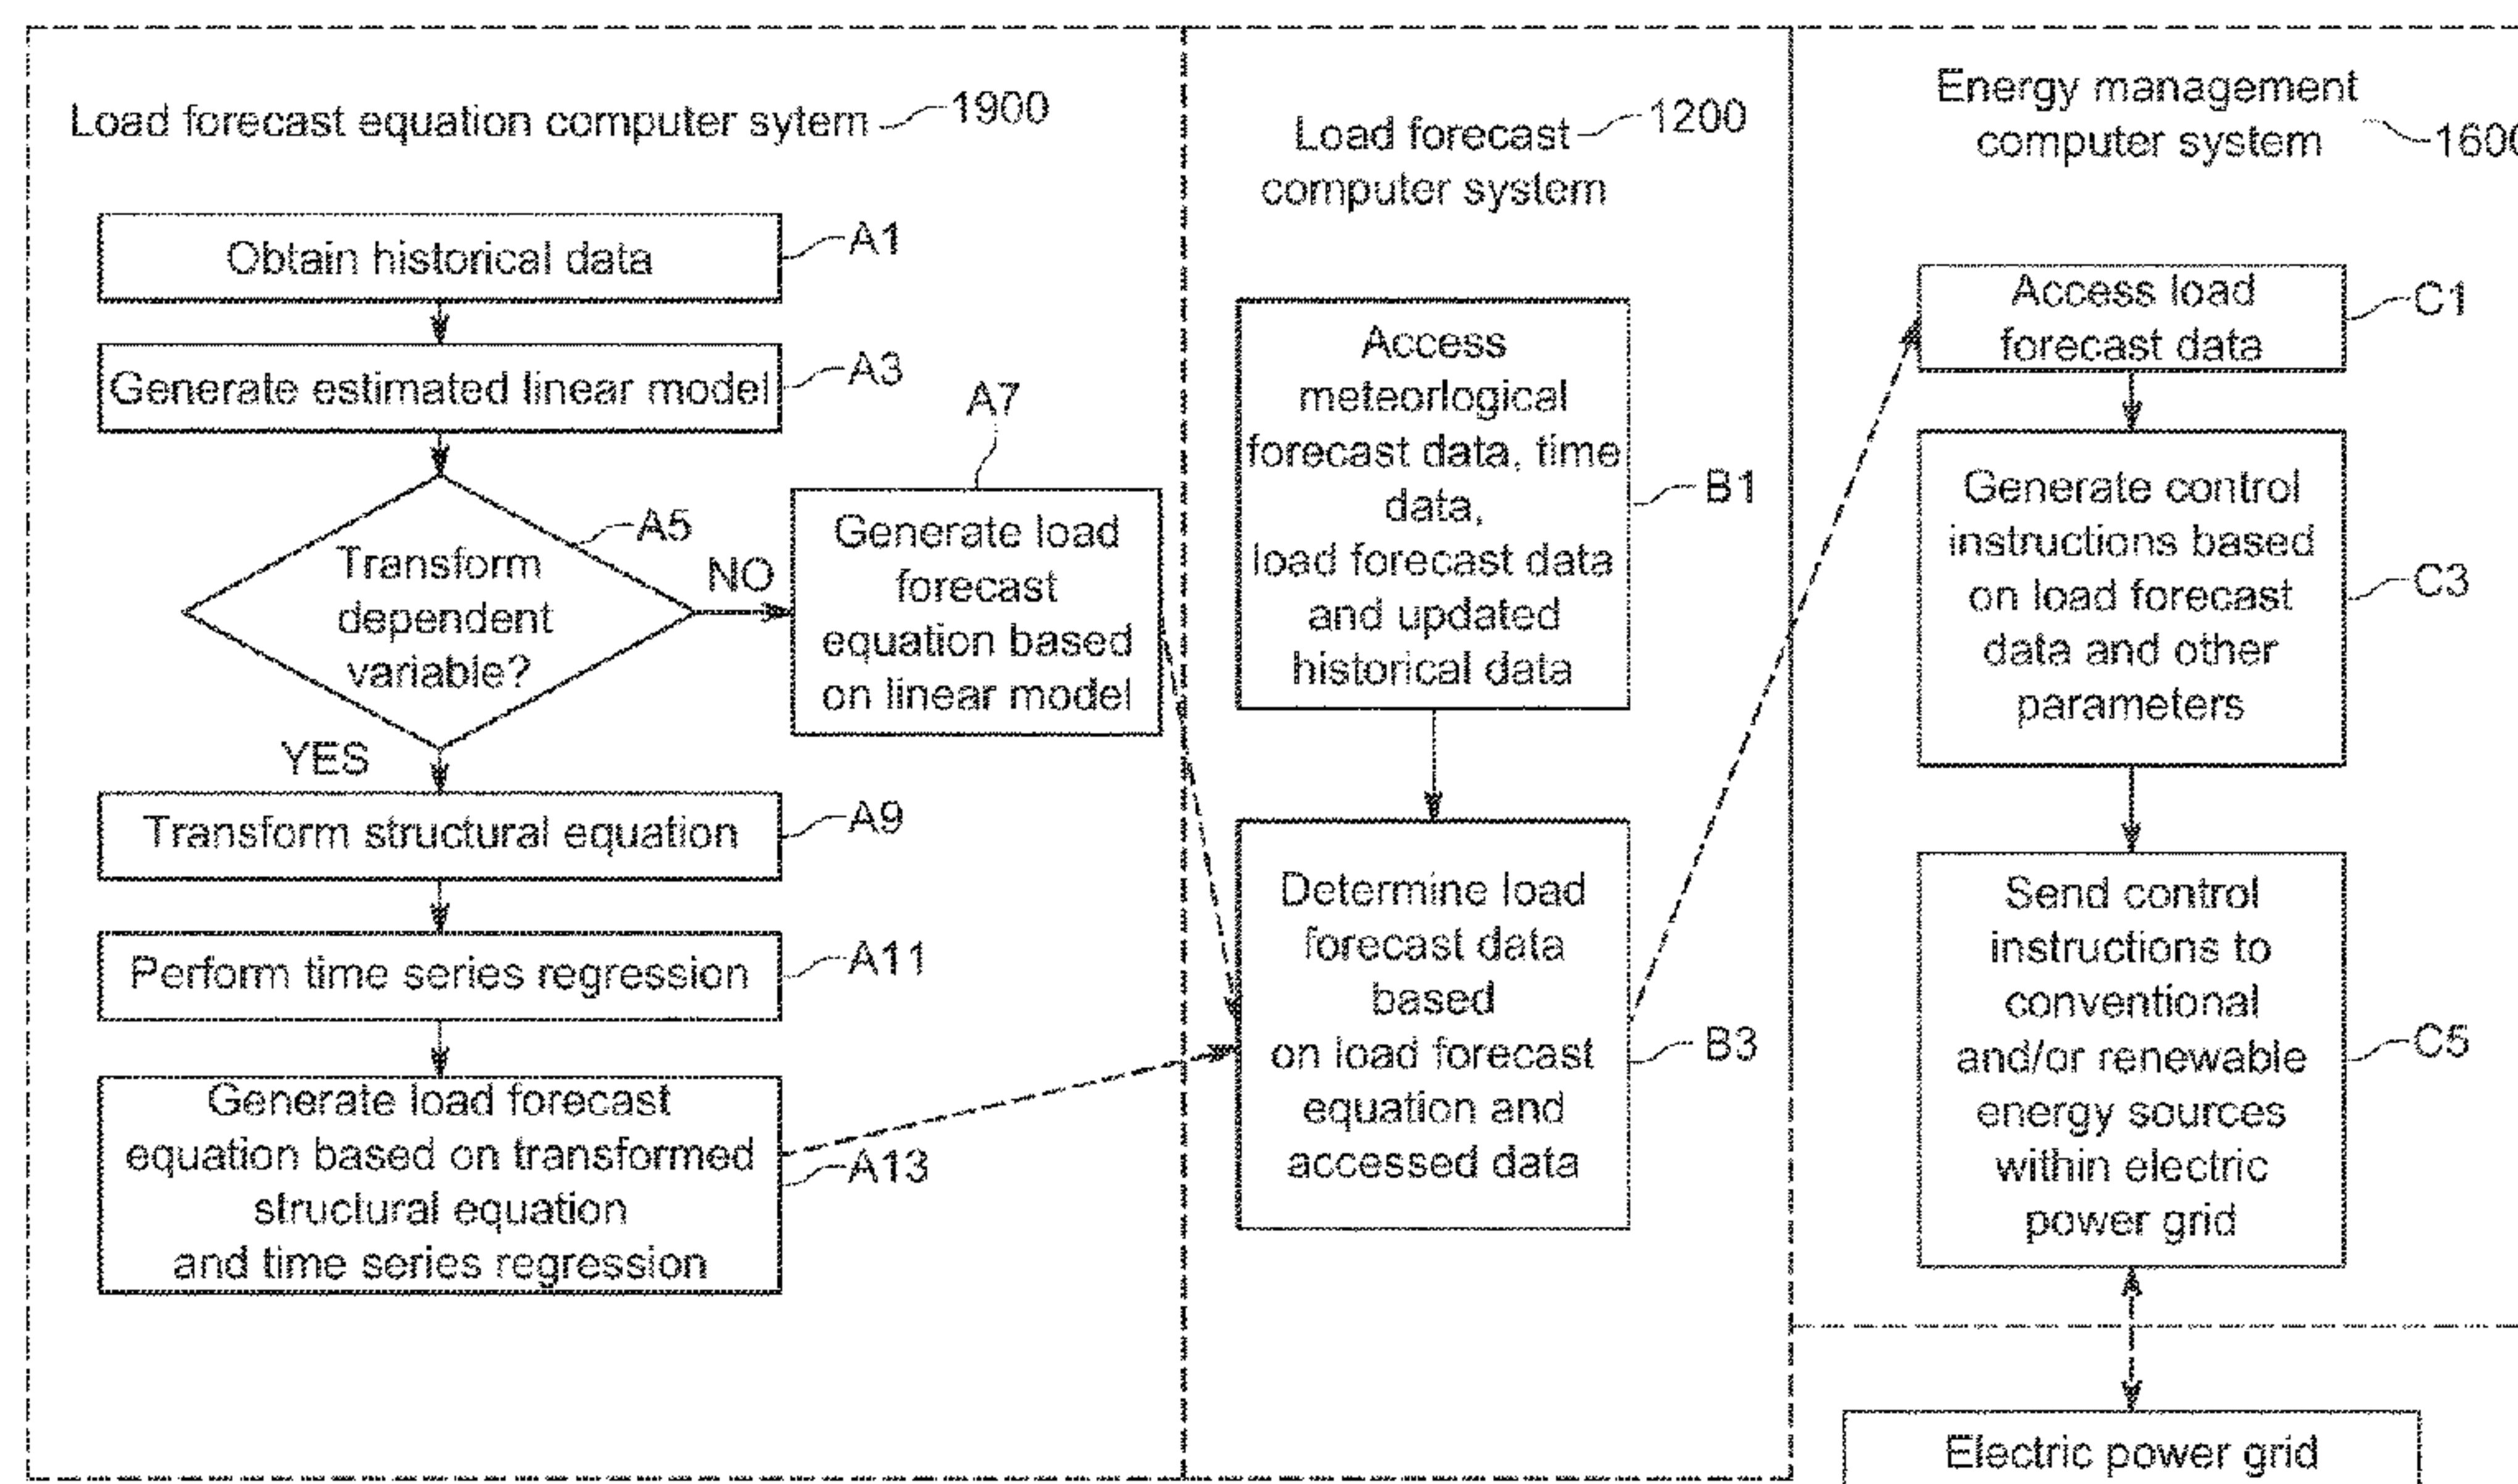 Load forecast equation computer sytem
1900
Obtain historical data
A1
Generate estimated linear model
A3
Transform
dependent
variable?
A5
NO
YES
A7
Generate load
forecast
equation based
on linear model
Transform structural equation
A9
Perform time series regression
A11
Generate load forecast
equation based on transformed
structural equation
and time series regression
A13
Load forecast
computer system
1200
Access
meteorlogical
forecast data, time
data,
load forecast data
and updated
historical data
B1
Determine load
forecast data
based
on load forecast
equation and
accessed data
B3
Energy management
computer system
1600
Access load
forecast data
C1
Generate control
instructions based
on load forecast
data and other
parameters
C3
Send control
instructions to
conventional
and/or renewable
energy sources
within electric
power grid
C5
Electric power grid